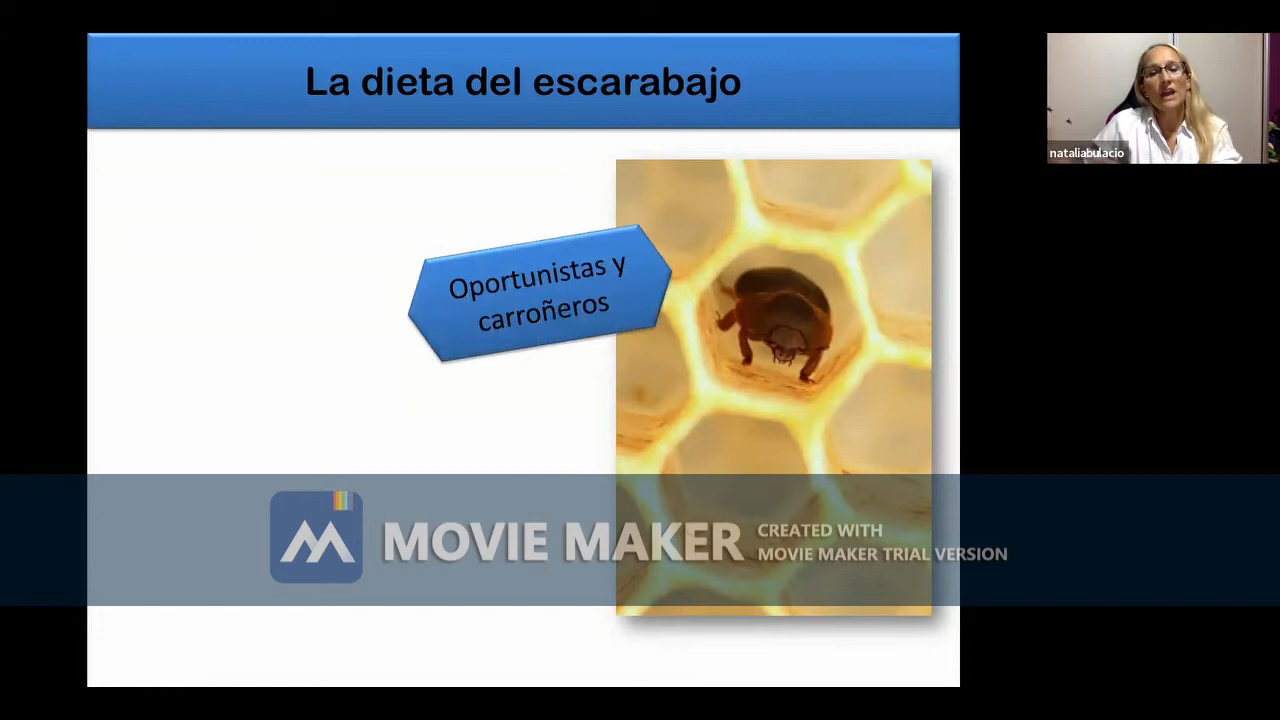 La dieta del escarabajo
nataliabulacio
Oportunistas y
carroñeros
MOVIE MAKER
CREATED WITH
MOVIE MAKER TRIAL VERSION